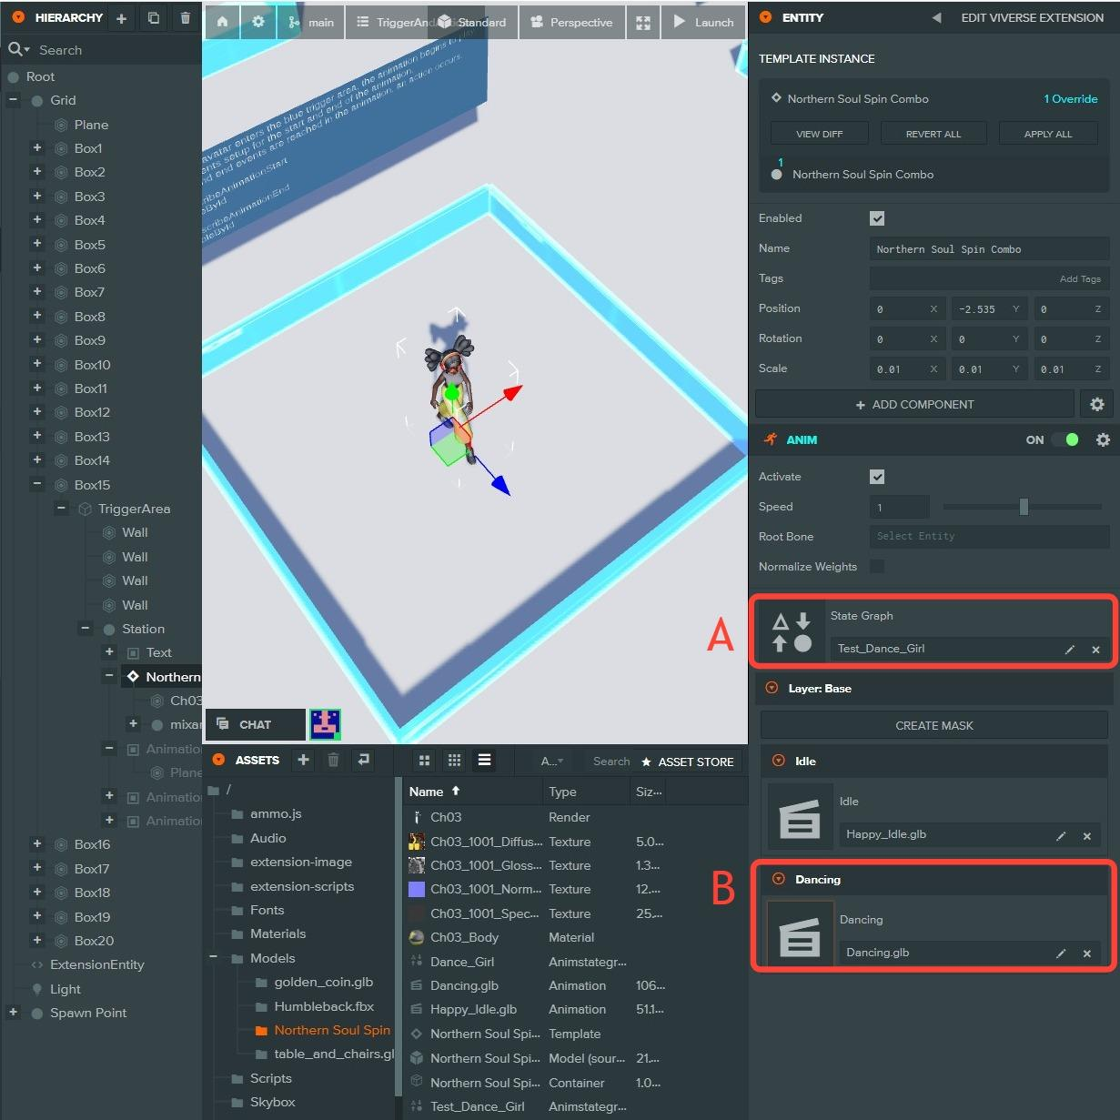 HIERARCHY
Search
Root
Grid
Plane
Box1
Box2
Box3
Box4
Box5
Box6
Box7
Box8
Box9
Box10
Box11
Box12
Box13
Box14
Box15
TriggerArea
Wall
Wall
Wall
Wall
Station
Text
Northern
Ch03
mixar
Animation
Plane
Animatio
Animatio
Box16
Box17
Box18
Box19
Box20
ExtensionEntity
Light
Spawn Point
main
TriggerAnd
Standard
Perspective
Launch
avatar enters the blue trigger area, the animation begins to
ents setup for the start and end of the animation.
nd end events are reached in the animation, an action occurs
scribeAnimationStart
scribeAnimationEnd
CHAT
ASSETS
A...
Search
ASSET STORE
/
ammo.js
Audio
extension-image
extension-scripts
Fonts
Materials
Models
golden_coin.glb
Humbleback.fbx
Northern Soul Spin
table_and_chairs.gl
Scripts
Skybox
Name Type Siz...
Ch03 Render
Ch03_1001_Diffus... Texture 5.0...
Ch03_1001_Gloss... Texture 1.3...
Ch03_1001_Norm... Texture 12....
Ch03_1001_Spec... Texture 25....
Ch03_Body Material
Dance_Girl Animstategr...
Dancing.glb Animation 106...
Happy_Idle.glb Animation 51.1...
Northern Soul Spi... Template
Northern Soul Spi... Model (sour... 21....
Northern Soul Spi... Container 1.0...
Test_Dance_Girl Animstategr...
ENTITY
EDIT VIVERSE EXTENSION
TEMPLATE INSTANCE
Northern Soul Spin Combo 1 Override
VIEW DIFF REVERT ALL APPLY ALL
1
Northern Soul Spin Combo
Enabled
Name Northern Soul Spin Combo
Tags Add Tags
Position 0 X -2.535 Y 0 Z
Rotation 0 X 0 Y 0 Z
Scale 0.01 X 0.01 Y 0.01 Z
ADD COMPONENT
ANIM ON
Activate
Speed 1
Root Bone Select Entity
Normalize Weights
A
State Graph
Test_Dance_Girl
Layer: Base
CREATE MASK
Idle
Idle
Happy_Idle.glb
B
Dancing
Dancing
Dancing.glb